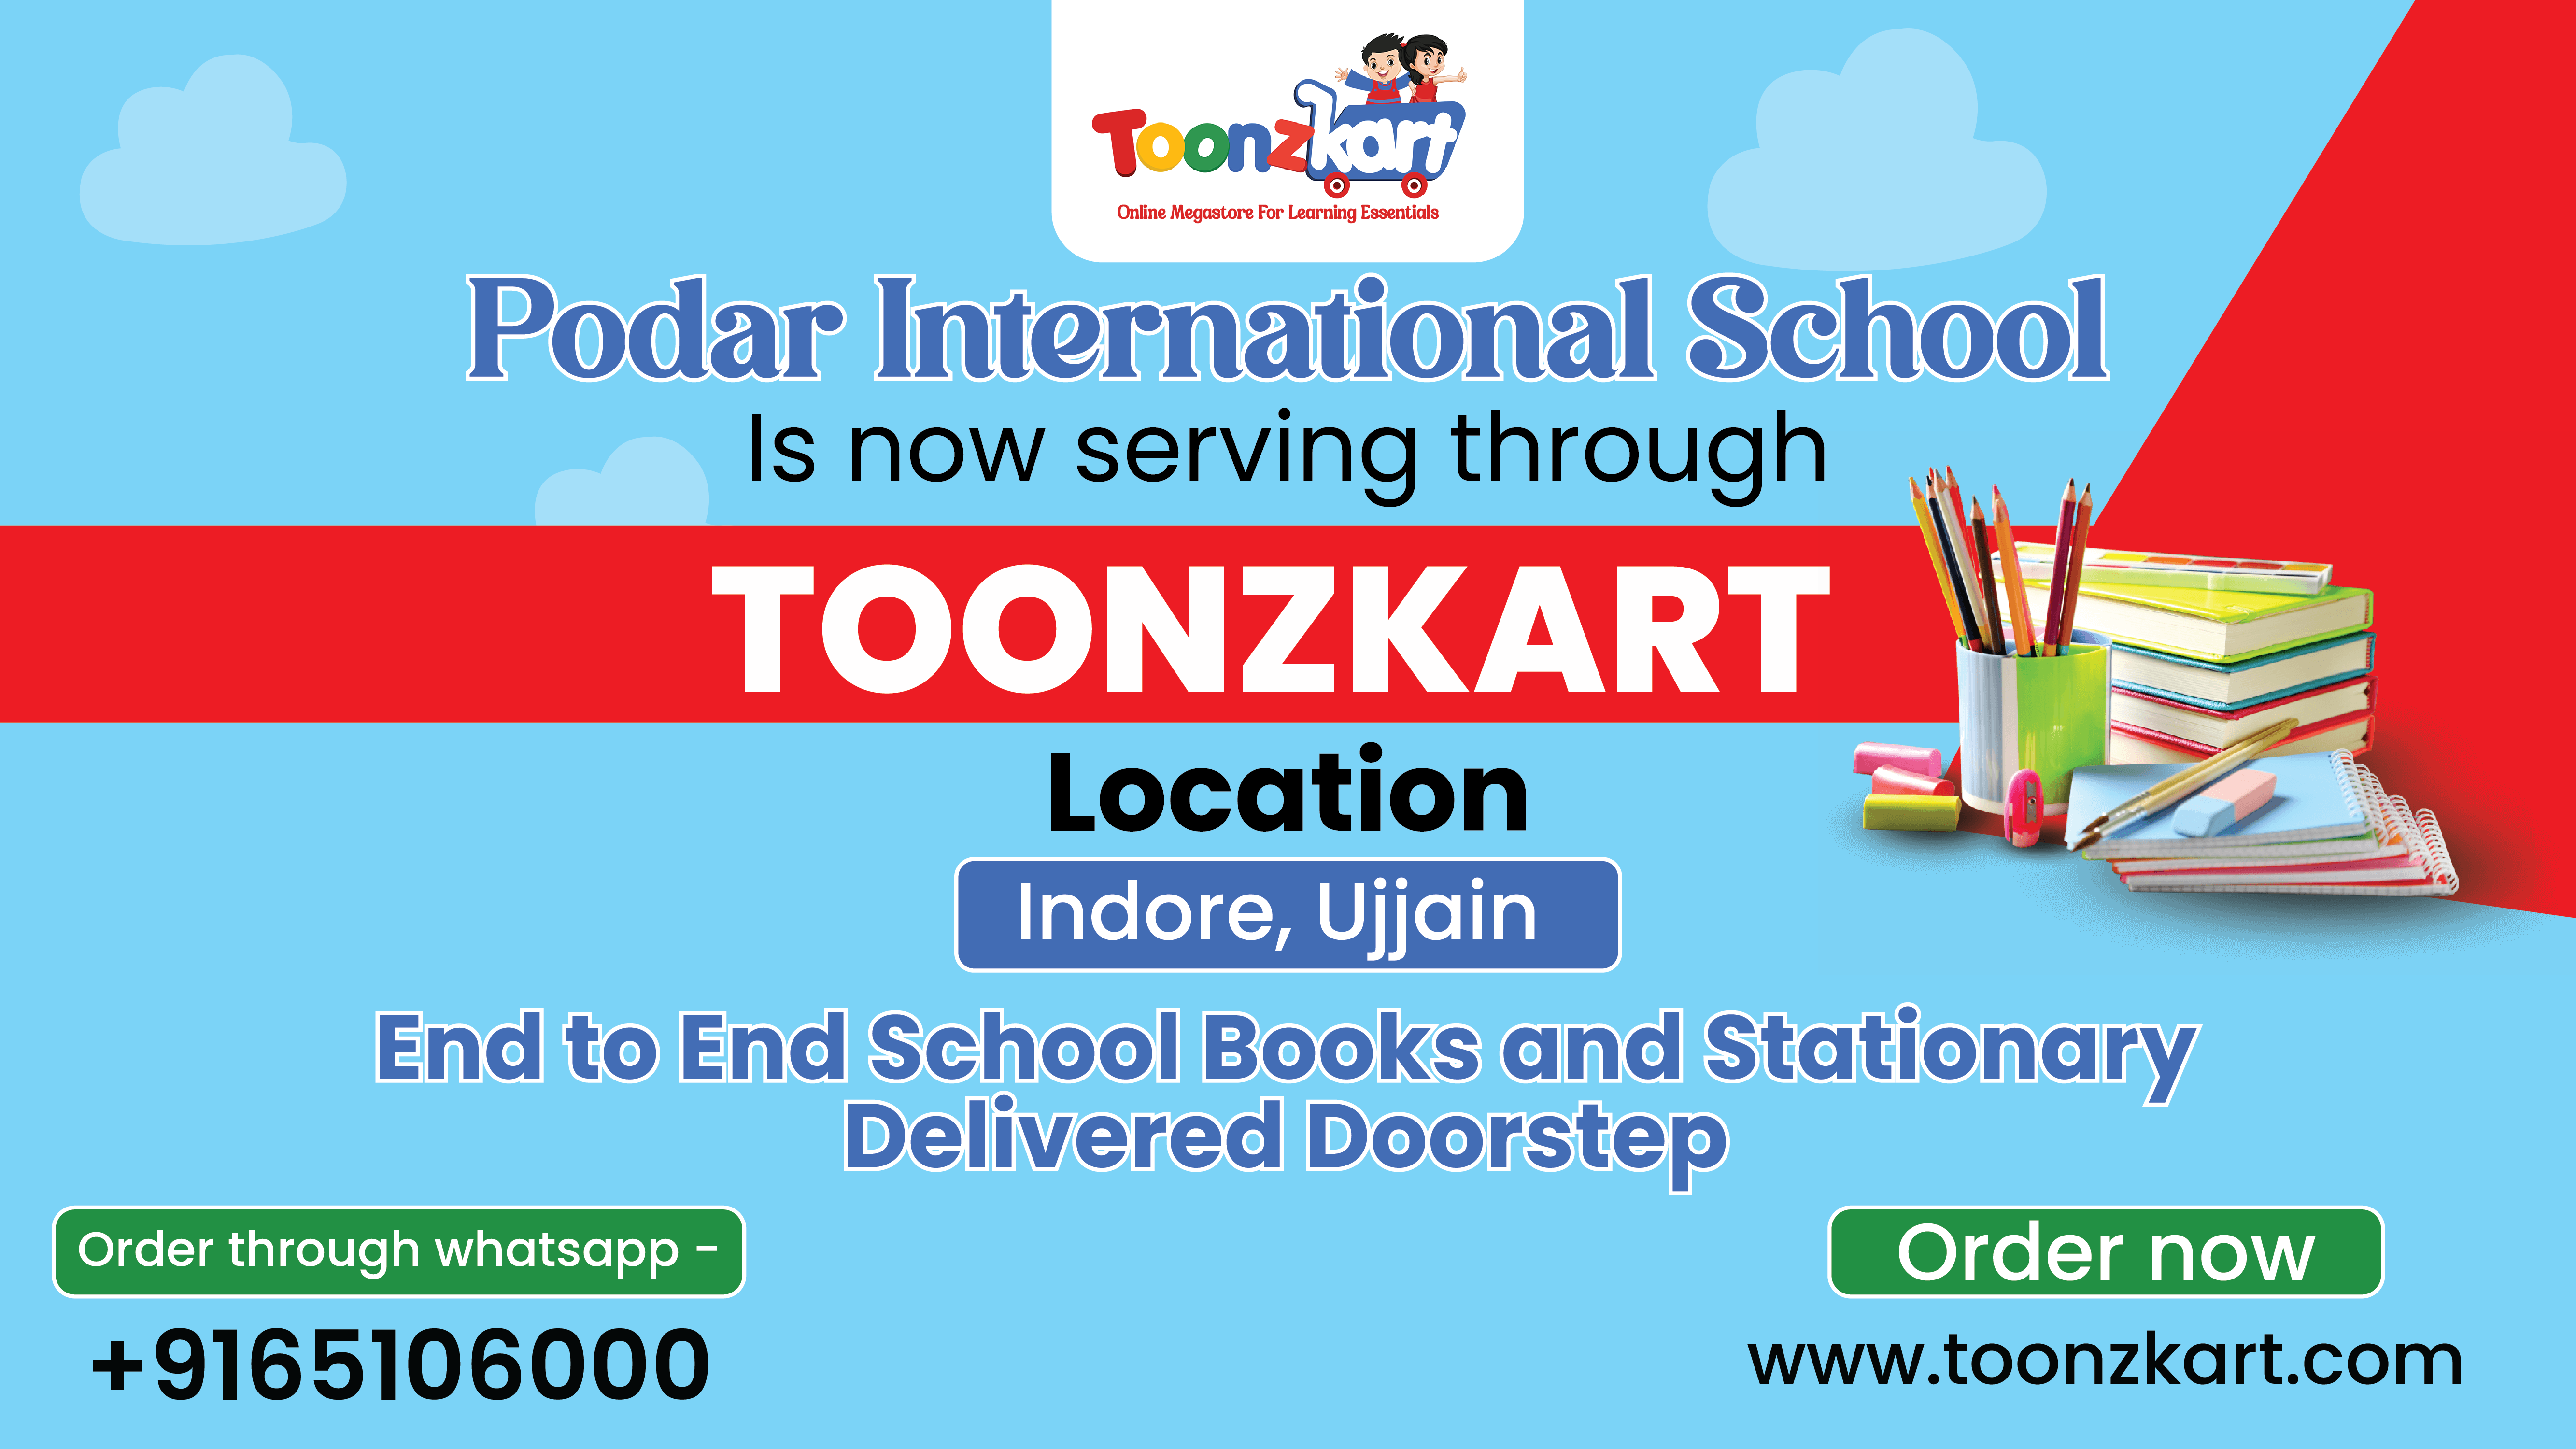 Toonzkart
Online Megastore For Learning Essentials
Podar International School
Is now serving through
TOONZKART
Location
Indore, Ujjain
End to End School Books and Stationary
Delivered Doorstep
Order through whatsapp -
+9165106000
Order now
www.toonzkart.com